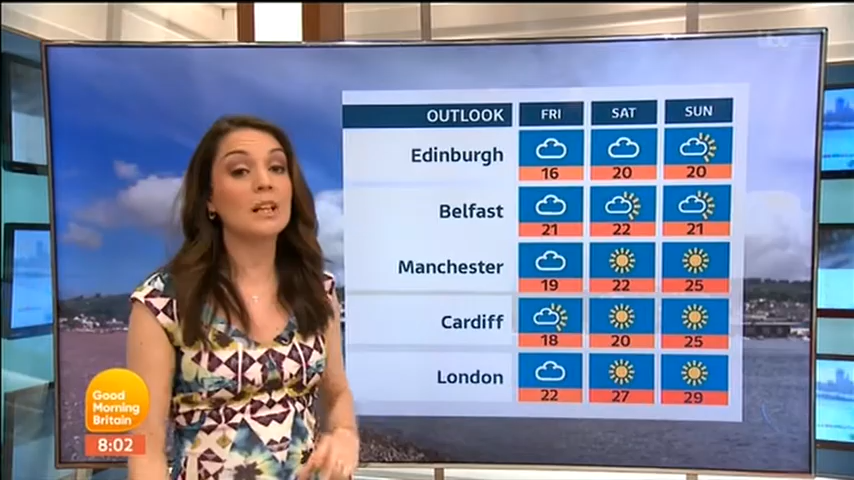 itv
OUTLOOK FRI SAT SUN
Edinburgh 16 20 20
Belfast 21 22 21
Manchester 19 22 25
Cardiff 18 20 25
London 22 27 29
Good
Morning
Britain
8:02